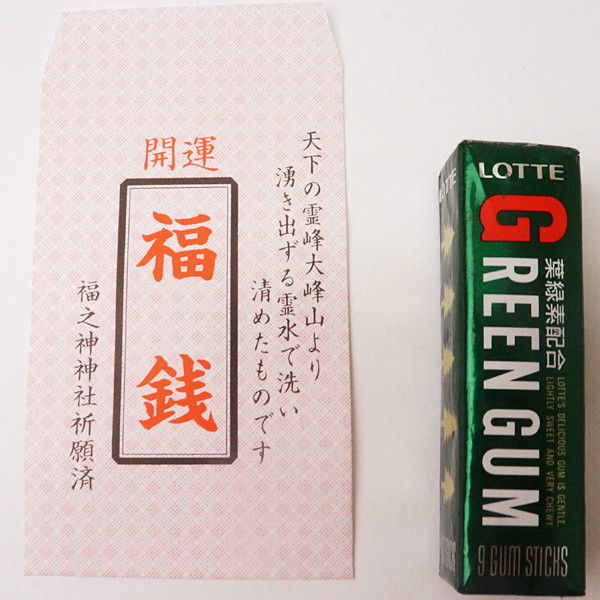 開運
福銭
天下の霊峰大峰山より
湧き出ずる霊水で洗い
清めたものです
福之神神社祈願済
LOTTE
GREEN GUM
葉緑素配合
LOTTE'S DELICIOUS GUM IS GENTLE,
LIGHTLY SWEET AND VERY CHEWY.
9 GUM STICKS
LOTTE